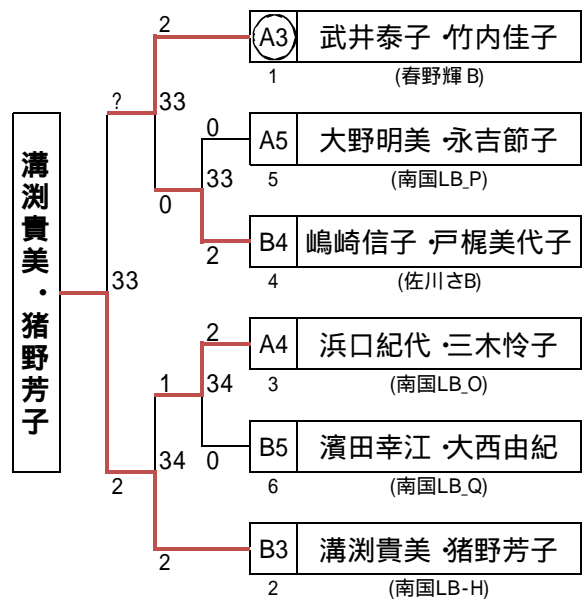 2
A3 武井泰子・竹内佳子
1 (春野輝B)
? 33
0
A5 大野明美・永吉節子
5 (南国LB_P)
33
0
2
B4 嶋崎信子・戸梶美代子
4 (佐川さB)
溝渕貴美・猪野芳子
33
2
A4 浜口紀代・三木怜子
3 (南国LB_O)
1 34
B5 濱田幸江・大西由紀
0
6 (南国LB_Q)
34
2
B3 溝渕貴美・猪野芳子
2
2 (南国LB-H)